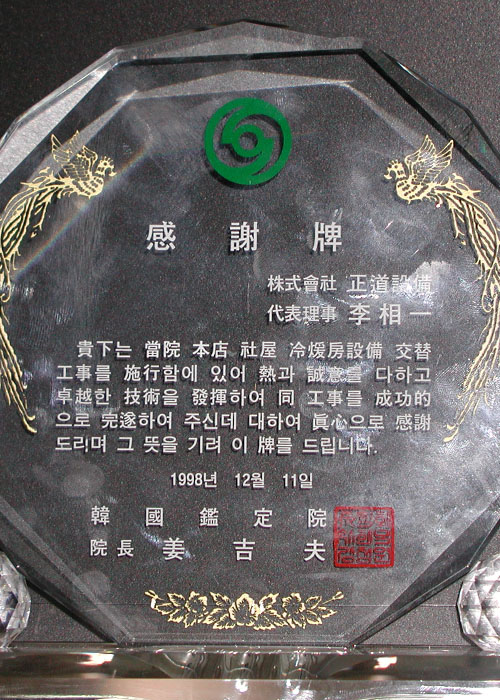 感謝牌
株式會社 正道設備
代表理事 李相一
貴下는 當院 本店 社屋 冷煖房設備 交替
工事를 施行함에 있어 熱과 誠意를 다하고
卓越한 技術을 發揮하여 同 工事를 成功的
으로 完遂하여 주신데 대하여 眞心으로 感謝
드리며 그 뜻을 기려 이 牌를 드립니다.
1998년 12월 11일
韓國鑑定院
院長 姜吉夫